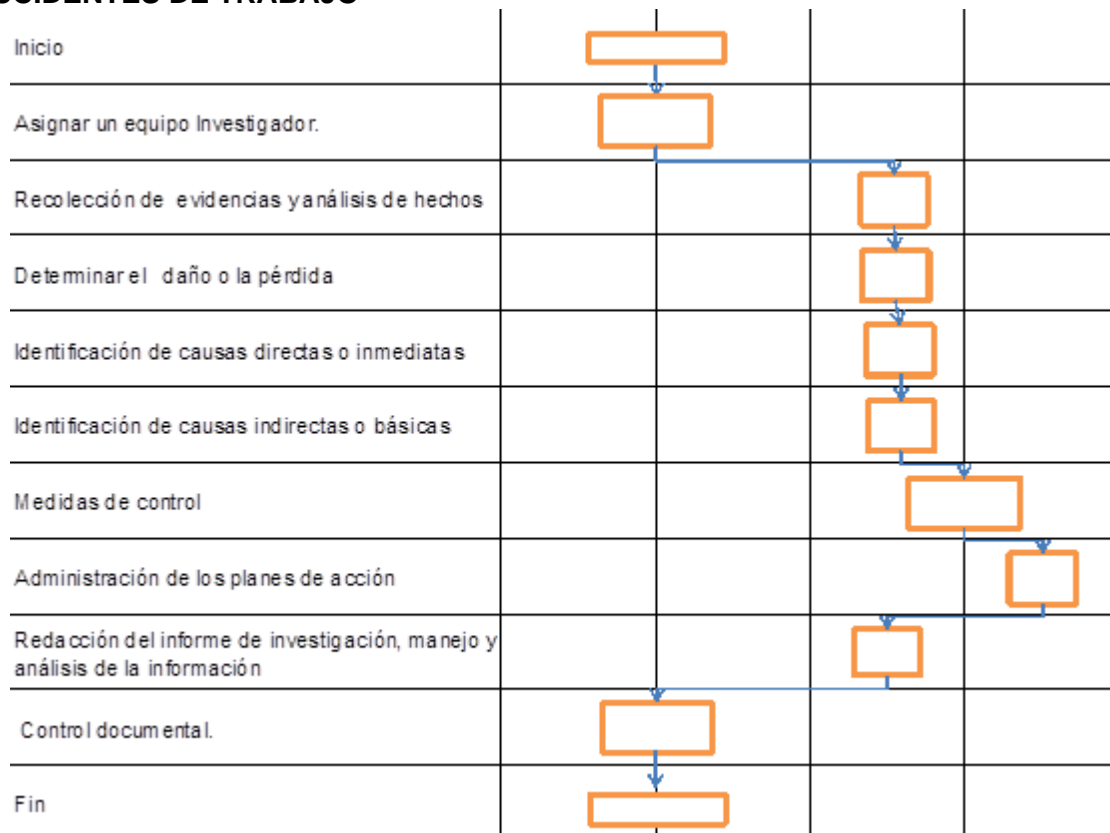 Inicio
Asignar un equipo Investigador.
Recolección de evidencias y análisis de hechos
Determinar el daño o la pérdida
Identificación de causas directas o inmediatas
Identificación de causas indirectas o básicas
Medidas de control
Administración de los planes de acción
Redacción del informe de investigación, manejo y
análisis de la información
Control documental.
Fin